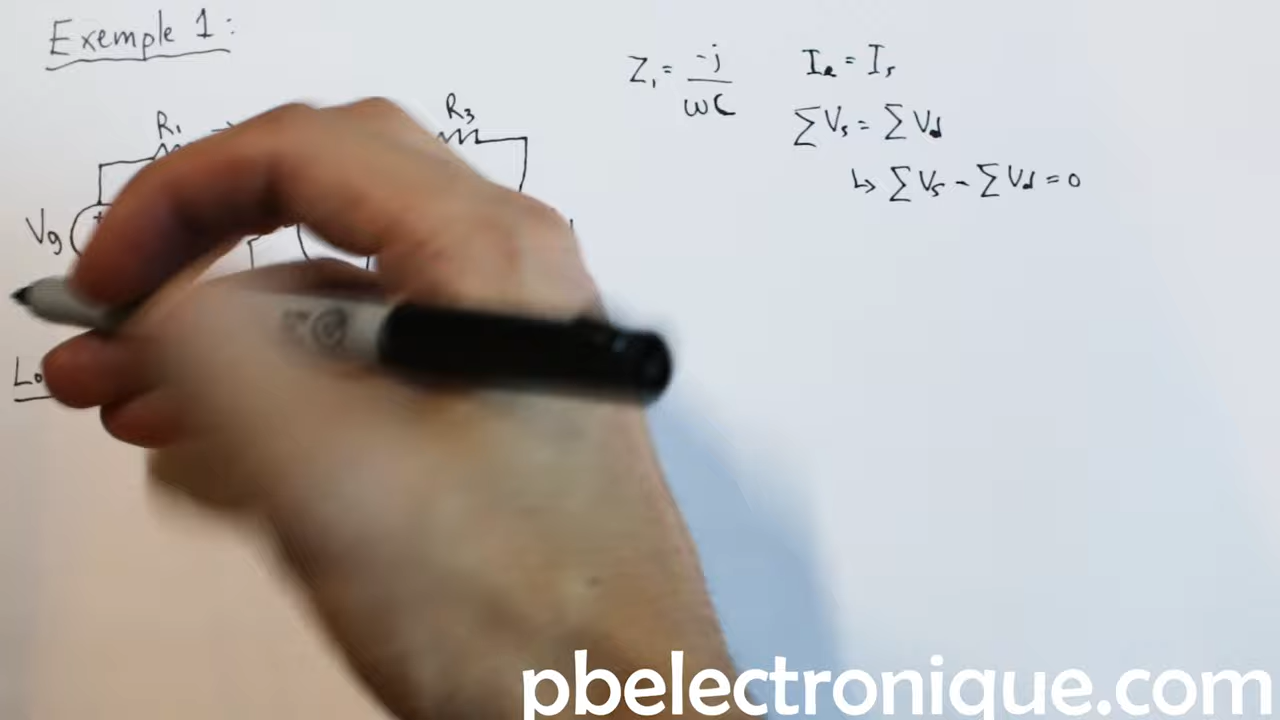 Exemple 1:
R₁
R₃
Vg
+
Z₁ = -j / ωC
Ie = Is
∑Vs = ∑Vd
↳ ∑Vs - ∑Vd = 0
pbelectronique.com